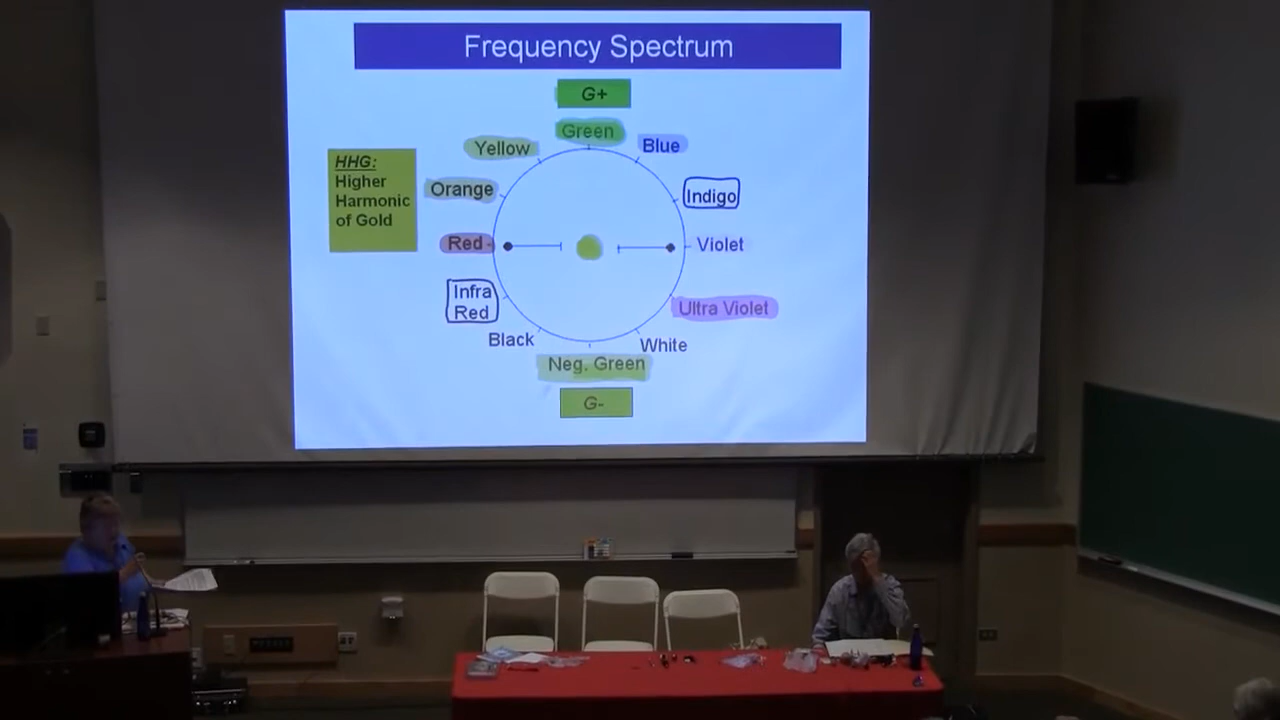 Frequency Spectrum
G+
Green
Yellow
Blue
HHG:
Higher
Harmonic
of Gold
Orange
Indigo
Red
Violet
Infra
Red
Ultra Violet
Black
White
Neg. Green
G-